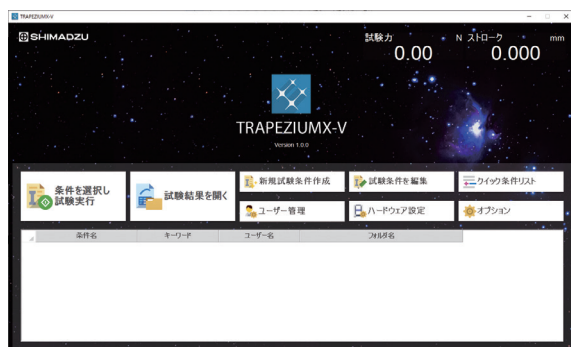 TRAPEZIUMX-V
SHIMADZU
試験力 N ストローク mm
0.00 0.000
TRAPEZIUMX-V
Version 1.0.0
条件を選択し
試験実行
試験結果を開く
新規試験条件作成
試験条件を編集
クイック条件リスト
ユーザー管理
ハードウェア設定
オプション
条件名 キーワード ユーザー名 フォルダ名